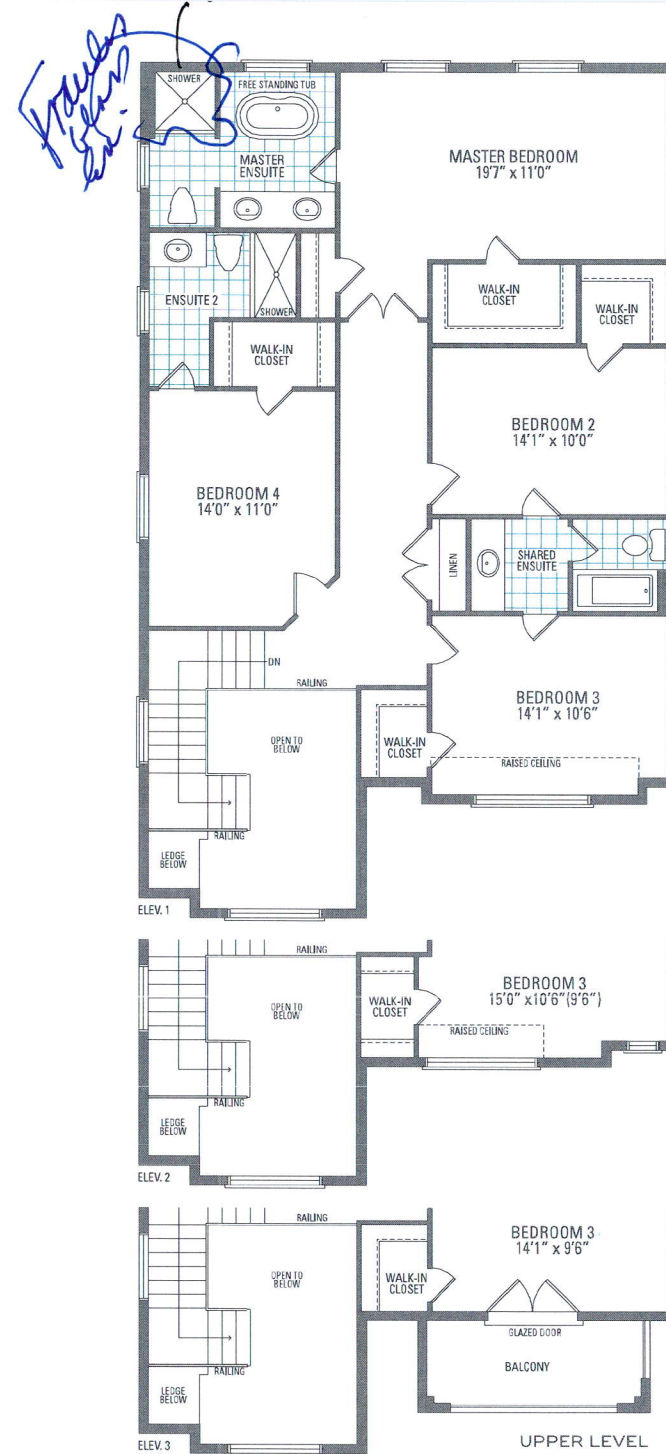 SHOWER
FREE STANDING TUB
MASTER
ENSUITE
MASTER BEDROOM
19'7" x 11'0"
ENSUITE 2
SHOWER
WALK-IN
CLOSET
WALK-IN
CLOSET
WALK-IN
CLOSET
BEDROOM 2
14'1" x 10'0"
BEDROOM 4
14'0" x 11'0"
LINEN
SHARED
ENSUITE
DN
RAILING
BEDROOM 3
14'1" x 10'6"
OPEN TO
BELOW
WALK-IN
CLOSET
RAISED CEILING
RAILING
LEDGE
BELOW
ELEV. 1
RAILING
BEDROOM 3
15'0" x10'6"(9'6")
WALK-IN
CLOSET
OPEN TO
BELOW
RAISED CEILING
RAILING
LEDGE
BELOW
ELEV. 2
RAILING
BEDROOM 3
14'1" x 9'6"
OPEN TO
BELOW
WALK-IN
CLOSET
GLAZED DOOR
BALCONY
RAILING
LEDGE
BELOW
ELEV. 3
UPPER LEVEL